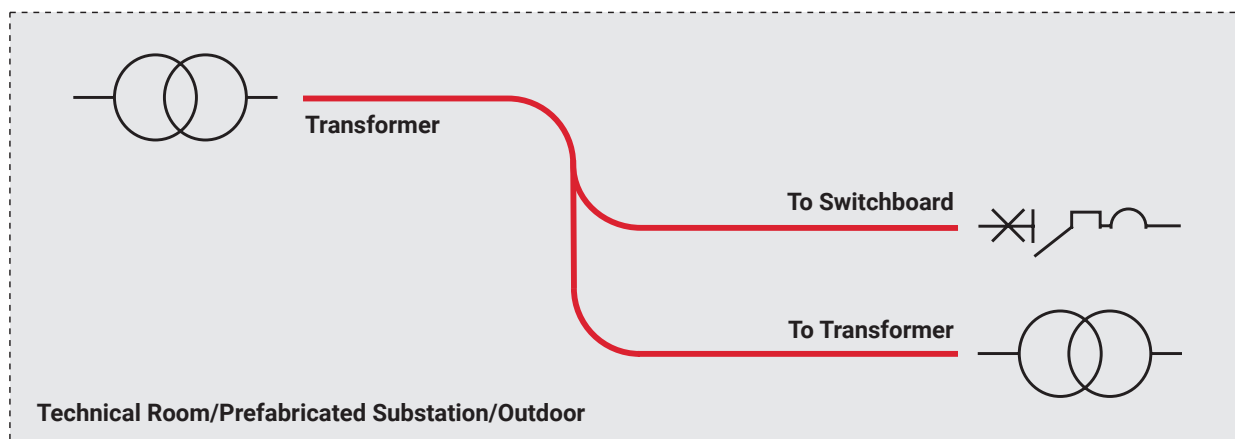 Transformer
To Switchboard
To Transformer
Technical Room/Prefabricated Substation/Outdoor